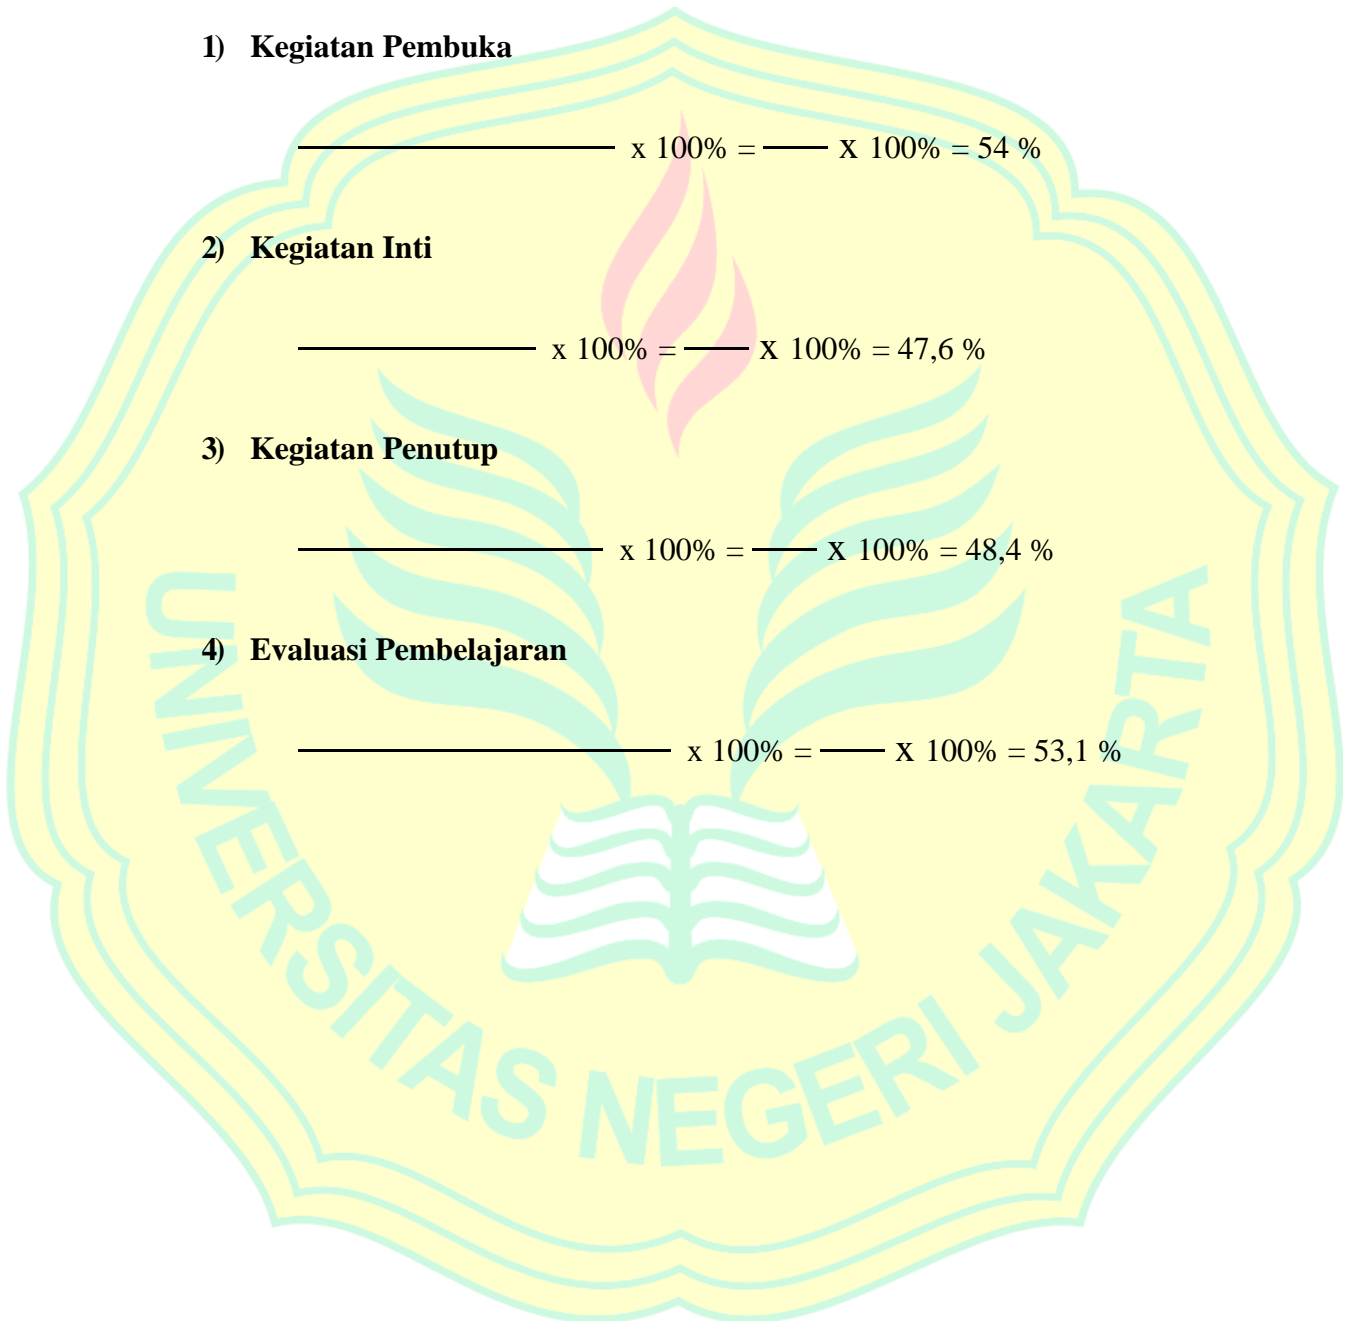 1) Kegiatan Pembuka
x 100% = x 100% = 54 %
2) Kegiatan Inti
x 100% = x 100% = 47,6 %
3) Kegiatan Penutup
x 100% = x 100% = 48,4 %
4) Evaluasi Pembelajaran
x 100% = x 100% = 53,1 %
UNIVERSITAS NEGERI JAKARTA